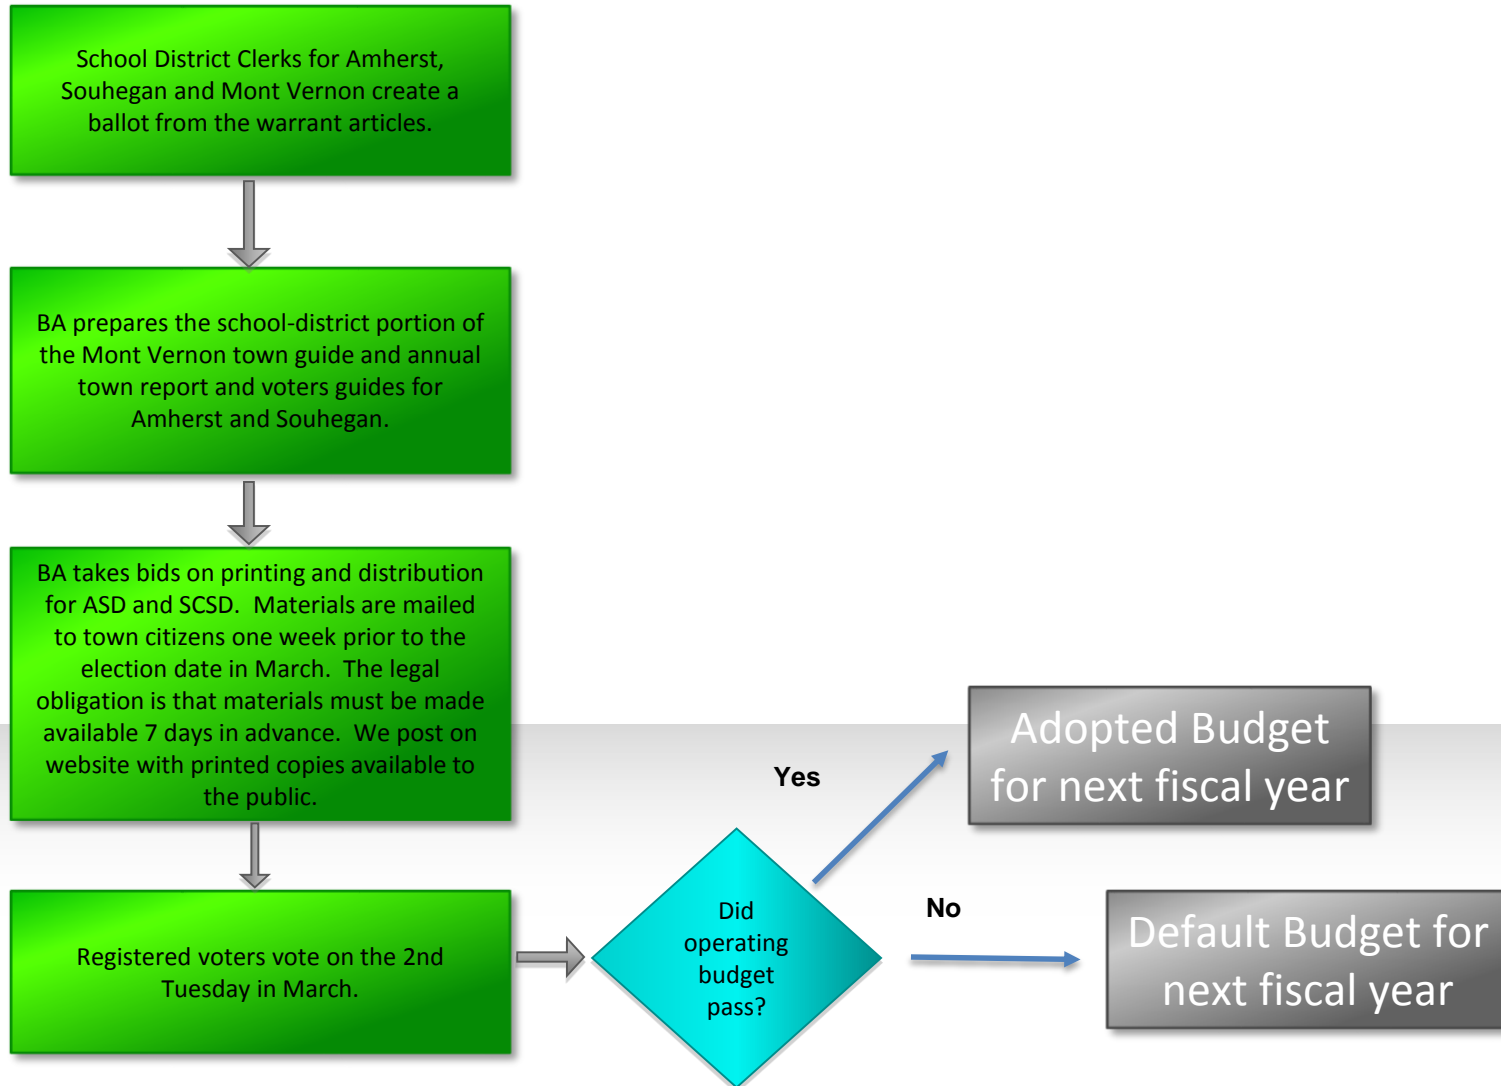 School District Clerks for Amherst,
Souhegan and Mont Vernon create a
ballot from the warrant articles.
BA prepares the school-district portion of
the Mont Vernon town guide and annual
town report and voters guides for
Amherst and Souhegan.
BA takes bids on printing and distribution
for ASD and SCSD.  Materials are mailed
to town citizens one week prior to the
election date in March.  The legal
obligation is that materials must be made
available 7 days in advance.  We post on
website with printed copies available to
the public.
Registered voters vote on the 2nd
Tuesday in March.
Did
operating
budget
pass?
Yes
Adopted Budget
for next fiscal year
No
Default Budget for
next fiscal year